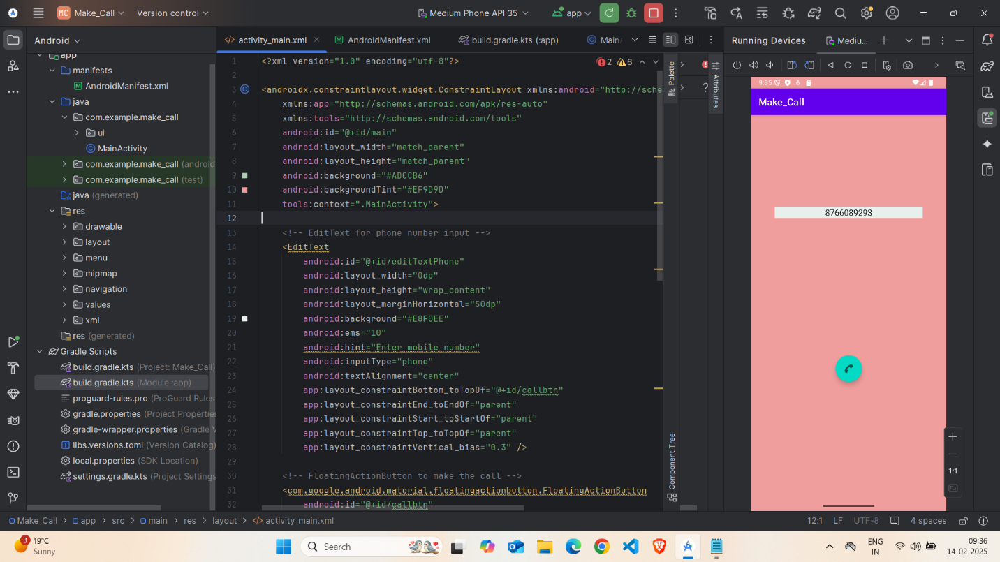 MC Make_Call Version control Medium Phone API 35 app
Android
activity_main.xml AndroidManifest.xml build.gradle.kts (:app) Main
Running Devices Mediu...
app
manifests
AndroidManifest.xml
java
com.example.make_call
ui
MainActivity
com.example.make_call (android
com.example.make_call (test)
java (generated)
res
drawable
layout
menu
mipmap
navigation
values
xml
res (generated)
Gradle Scripts
build.gradle.kts (Project: Make_Call)
build.gradle.kts (Module :app)
proguard-rules.pro (ProGuard Rules
gradle.properties (Project Properties
gradle-wrapper.properties (Gradle V
libs.versions.toml (Version Catalog)
local.properties (SDK Location)
settings.gradle.kts (Project Settings
1 <?xml version="1.0" encoding="utf-8"?>
2
3 <androidx.constraintlayout.widget.ConstraintLayout xmlns:android="http://sche
4 xmlns:app="http://schemas.android.com/apk/res-auto"
5 xmlns:tools="http://schemas.android.com/tools"
6 android:id="@+id/main"
7 android:layout_width="match_parent"
8 android:layout_height="match_parent"
9 android:background="#ADCCB6"
10 android:backgroundTint="#EF9D9D"
11 tools:context=".MainActivity">
12
13 <!-- EditText for phone number input -->
14 <EditText
15 android:id="@+id/editTextPhone"
16 android:layout_width="0dp"
17 android:layout_height="wrap_content"
18 android:layout_marginHorizontal="50dp"
19 android:background="#E8F0EE"
20 android:ems="10"
21 android:hint="Enter mobile number"
22 android:inputType="phone"
23 android:textAlignment="center"
24 app:layout_constraintBottom_toTopOf="@+id/callbtn"
25 app:layout_constraintEnd_toEndOf="parent"
26 app:layout_constraintStart_toStartOf="parent"
27 app:layout_constraintTop_toTopOf="parent"
28 app:layout_constraintVertical_bias="0.3" />
29
30 <!-- FloatingActionButton to make the call -->
31 <com.google.android.material.floatingactionbutton.FloatingActionButton
32 android:id="@+id/callbtn"
2 6
Palette
Component Tree
Attributes
9:35
Make_Call
8766089293
1:1
Make_Call app src main res layout activity_main.xml
12:1 LF UTF-8 4 spaces
3
19°C
Sunny
Search
ENG
IN
09:36
14-02-2025